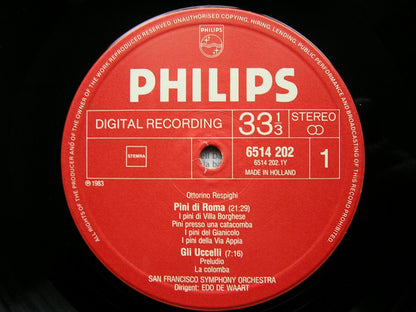 ALL RIGHTS OF THE PRODUCER AND OF THE OWNER OF THE WORK REPRODUCED RESERVED. UNAUTHORISED COPYING, HIRING, LENDING, PUBLIC PERFORMANCE AND BROADCASTING OF THIS RECORD PROHIBITED
PHILIPS
DIGITAL RECORDING
33 1/3
STEREO
STEMRA
6514 202
6514 202.1Y
MADE IN HOLLAND
1
℗ 1983
Ottorino Respighi
Pini di Roma (21:29)
I pini di Villa Borghese
Pini presso una catacomba
I pini del Gianicolo
I pini della Via Appia
Gli Uccelli (7:16)
Preludio
La colomba
SAN FRANCISCO SYMPHONY ORCHESTRA
Dirigent: EDO DE WAART